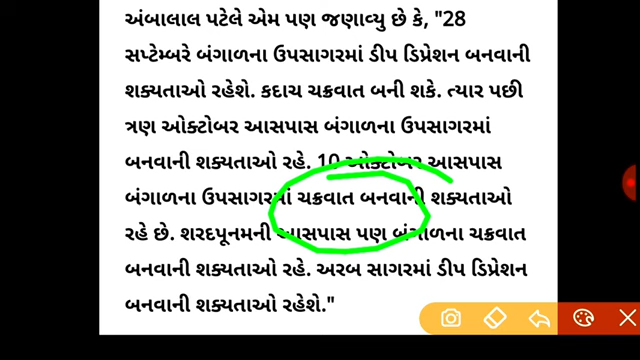 અંબાલાલ પટેલે એમ પણ જણાવ્યુ છે કે, "28
સપ્ટેમ્બરે બંગાળના ઉપસાગરમાં ડીપ ડિપ્રેશન બનવાની
શક્યતાઓ રહેશે. કદાચ ચક્રવાત બની શકે. ત્યાર પછી
ત્રણ ઓક્ટોબર આસપાસ બંગાળના ઉપસાગરમાં
બનવાની શક્યતાઓ રહે. 10 ઓક્ટોબર આસપાસ
બંગાળના ઉપસાગરમાં ચક્રવાત બનવાની શક્યતાઓ
રહે છે. શરદપૂનમની આસપાસ પણ બંગાળના ચક્રવાત
બનવાની શક્યતાઓ રહે. અરબ સાગરમાં ડીપ ડિપ્રેશન
બનવાની શક્યતાઓ રહેશે."